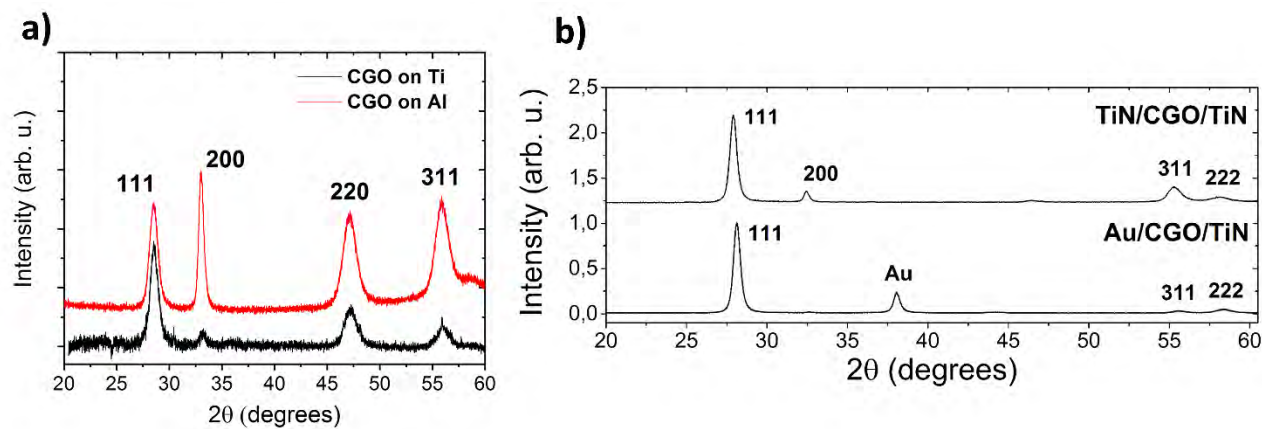 a)
CGO on Ti
CGO on Al
111
200
220
311
Intensity (arb. u.)
20 25 30 35 40 45 50 55 60
2θ (degrees)
b)
2,5
2,0
1,5
1,0
0,5
0,0
Intensity (arb. u.)
TiN/CGO/TiN
111
200
311
222
Au/CGO/TiN
111
Au
311
222
20 25 30 35 40 45 50 55 60
2θ (degrees)